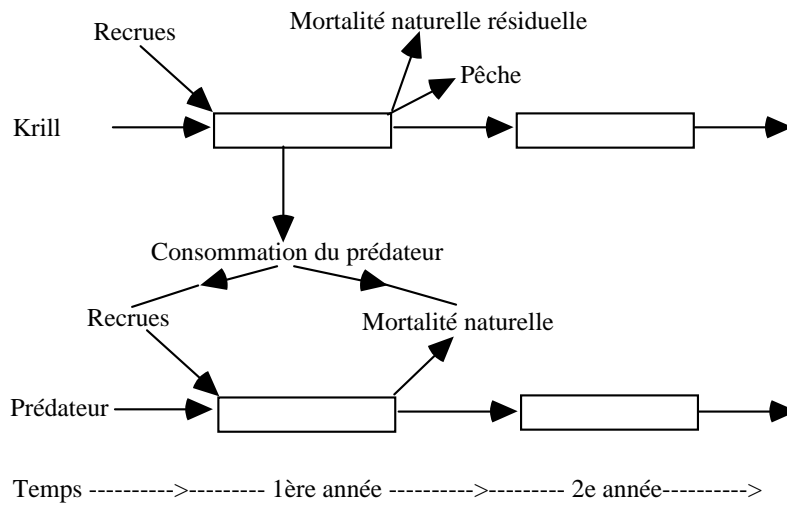 Recrues
Mortalité naturelle résiduelle
Pêche
Krill
Consommation du prédateur
Recrues
Mortalité naturelle
Prédateur
Temps ----------->--------- 1ère année ---------->--------- 2e année---------->